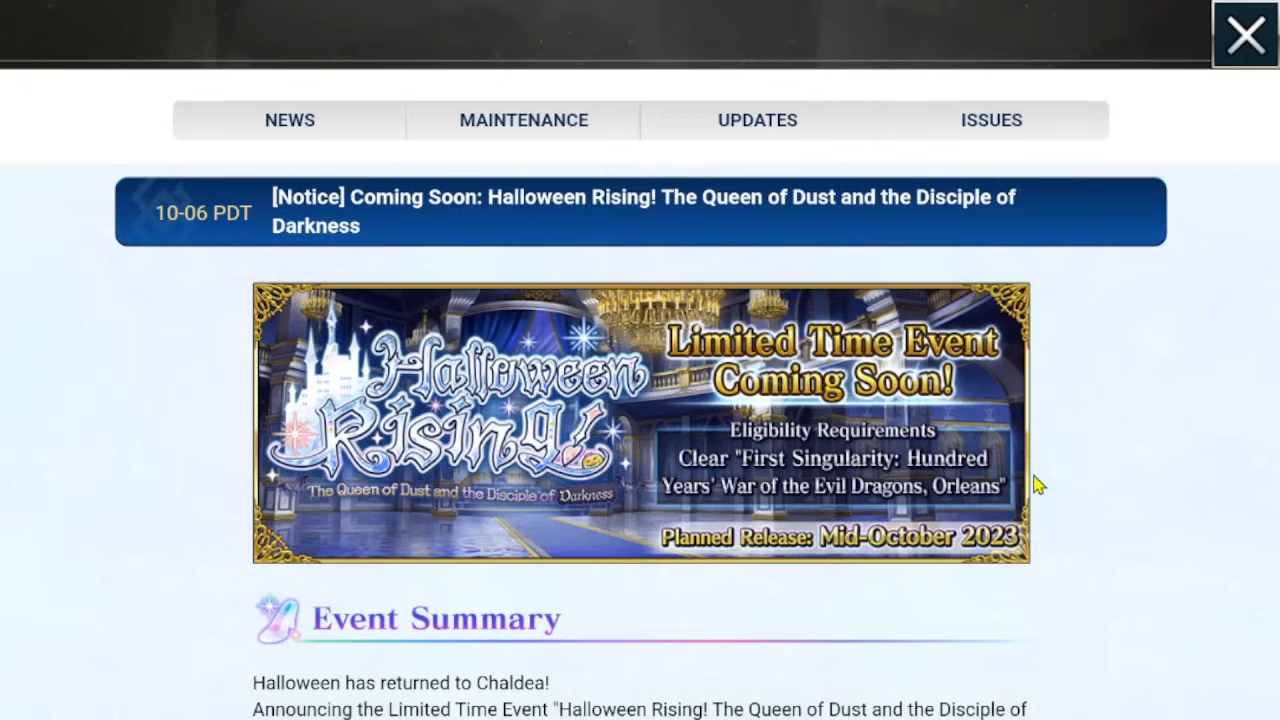 NEWS
MAINTENANCE
UPDATES
ISSUES
10-06 PDT
[Notice] Coming Soon: Halloween Rising! The Queen of Dust and the Disciple of
Darkness
Halloween
Rising!
The Queen of Dust and the Disciple of Darkness
Limited Time Event
Coming Soon!
Eligibility Requirements
Clear "First Singularity: Hundred
Years' War of the Evil Dragons, Orleans"
Planned Release: Mid-October 2023
Event Summary
Halloween has returned to Chaldea!
Announcing the Limited Time Event "Halloween Rising! The Queen of Dust and the Disciple of